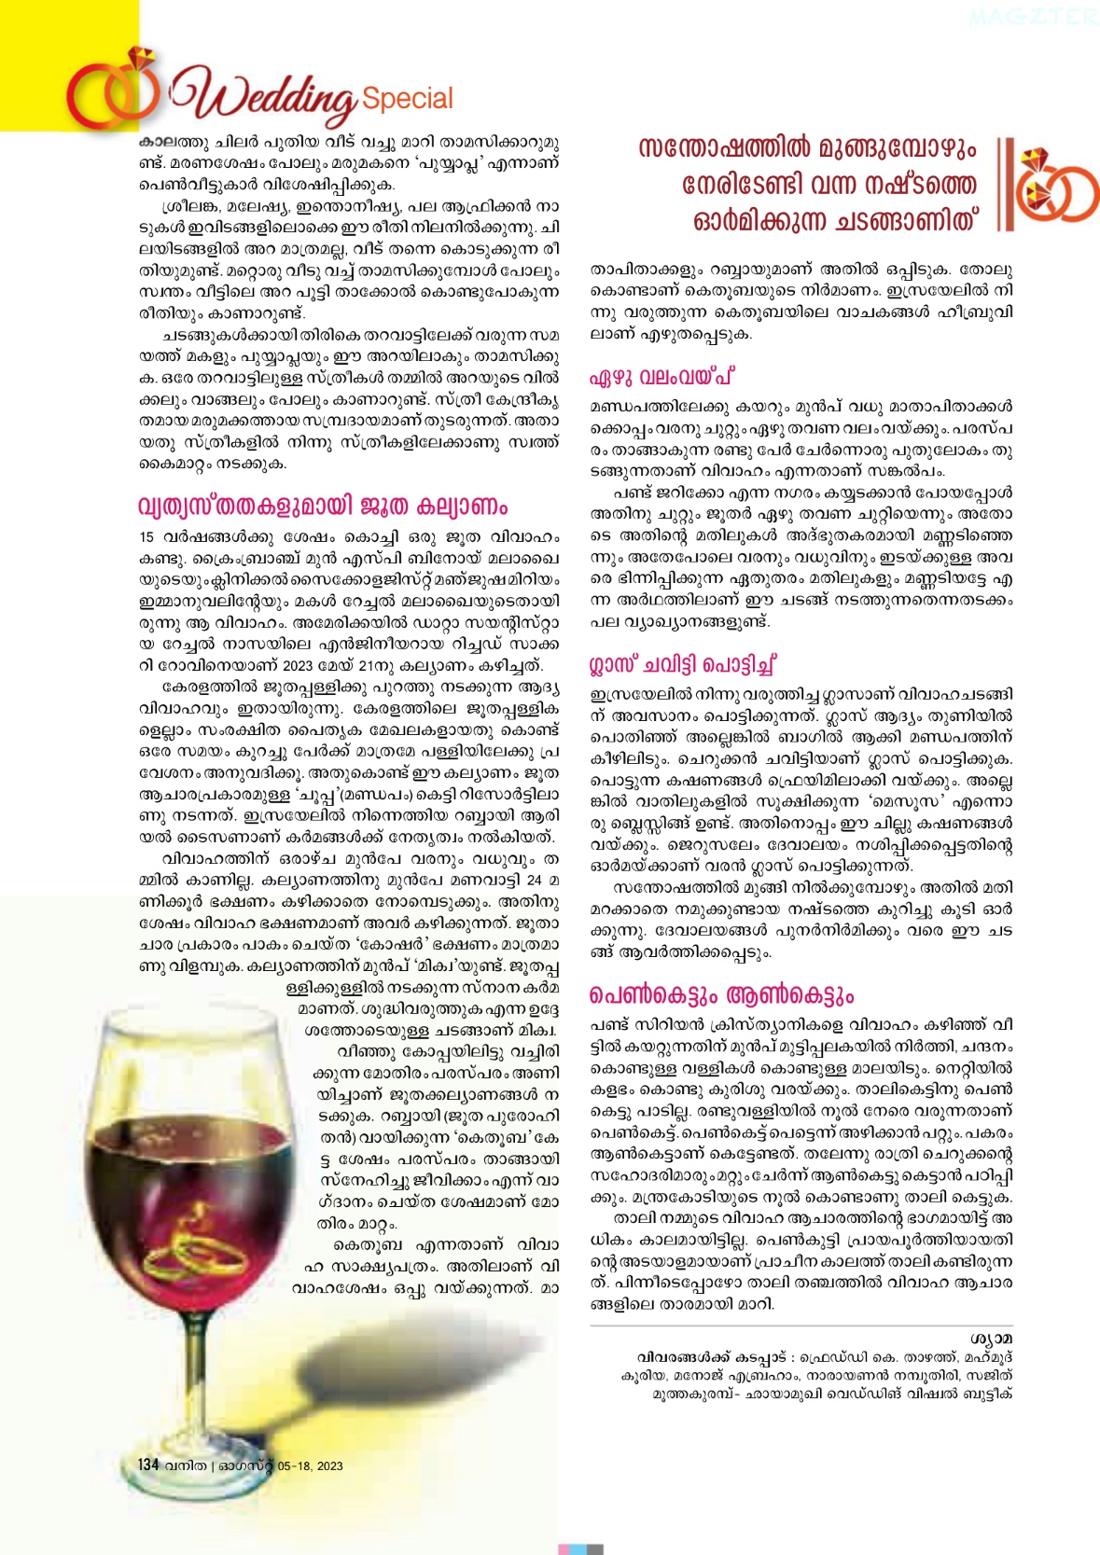 MAGZTER
Wedding Special
കാലത്തു ചിലർ പുതിയ വീട് വച്ചു മാറി താമസിക്കാറുമു
ണ്ട്. മരണശേഷം പോലും മരുമകനെ ‘പുയ്യാപ്ല’ എന്നാണ്
പെൺവീട്ടുകാർ വിശേഷിപ്പിക്കുക.
ശ്രീലങ്ക, മലേഷ്യ, ഇന്തൊനീഷ്യ, പല ആഫ്രിക്കൻ നാ
ടുകൾ ഇവിടങ്ങളിലൊക്കെ ഈ രീതി നിലനിൽക്കുന്നു. ചി
ലയിടങ്ങളിൽ അറ മാത്രമല്ല, വീട് തന്നെ കൊടുക്കുന്ന രീ
തിയുമുണ്ട്. മറ്റൊരു വീടു വച്ച് താമസിക്കുമ്പോൾ പോലും
സ്വന്തം വീട്ടിലെ അറ പൂട്ടി താക്കോൽ കൊണ്ടുപോകുന്ന
രീതിയും കാണാറുണ്ട്.
ചടങ്ങുകൾക്കായി തിരികെ തറവാട്ടിലേക്ക് വരുന്ന സമ
യത്ത് മകളും പുയ്യാപ്ലയും ഈ അറയിലാകും താമസിക്കു
ക. ഒരേ തറവാട്ടിലുള്ള സ്ത്രീകൾ തമ്മിൽ അറയുടെ വിൽ
ക്കലും വാങ്ങലും പോലും കാണാറുണ്ട്. സ്ത്രീ കേന്ദ്രീകൃ
തമായ മരുമക്കത്തായ സമ്പ്രദായമാണ് തുടരുന്നത്. അതാ
യതു സ്ത്രീകളിൽ നിന്നു സ്ത്രീകളിലേക്കാണു സ്വത്ത്
കൈമാറ്റം നടക്കുക.
വ്യത്യസ്തതകളുമായി ജൂത കല്യാണം
15 വർഷങ്ങൾക്കു ശേഷം കൊച്ചി ഒരു ജൂത വിവാഹം
കണ്ടു. ക്രൈംബ്രാഞ്ച് മുൻ എസ്പി ബിനോയ് മലാഖൈ
യുടെയും ക്ലിനിക്കൽ സൈക്കോളജിസ്റ്റ് മഞ്ജുഷ മിറിയം
ഇമ്മാനുവലിന്റേയും മകൾ റേച്ചൽ മലാഖൈയുടെതായി
രുന്നു ആ വിവാഹം. അമേരിക്കയിൽ ഡാറ്റാ സയന്റിസ്റ്റാ
യ റേച്ചൽ നാസയിലെ എൻജിനീയറായ റിച്ചഡ് സാക്ക
റി റോവിനെയാണ് 2023 മേയ് 21നു കല്യാണം കഴിച്ചത്.
കേരളത്തിൽ ജൂതപ്പള്ളിക്കു പുറത്തു നടക്കുന്ന ആദ്യ
വിവാഹവും ഇതായിരുന്നു. കേരളത്തിലെ ജൂതപ്പള്ളിക
ളെല്ലാം സംരക്ഷിത പൈതൃക മേഖലകളായതു കൊണ്ട്
ഒരേ സമയം കുറച്ചു പേർക്ക് മാത്രമേ പള്ളിയിലേക്കു പ്ര
വേശനം അനുവദിക്കൂ. അതുകൊണ്ട് ഈ കല്യാണം ജൂത
ആചാരപ്രകാരമുള്ള ‘ചൂപ്പ’(മണ്ഡപം) കെട്ടി റിസോർട്ടിലാ
ണു നടന്നത്. ഇസ്രയേലിൽ നിന്നെത്തിയ റബ്ബായി ആരി
യൽ ടൈസണാണ് കർമങ്ങൾക്ക് നേതൃത്വം നൽകിയത്.
വിവാഹത്തിന് ഒരാഴ്ച മുൻപേ വരനും വധുവും ത
മ്മിൽ കാണില്ല. കല്യാണത്തിനു മുൻപേ മണവാട്ടി 24 മ
ണിക്കൂർ ഭക്ഷണം കഴിക്കാതെ നോമ്പെടുക്കും. അതിനു
ശേഷം വിവാഹ ഭക്ഷണമാണ് അവർ കഴിക്കുന്നത്. ജൂതാ
ചാര പ്രകാരം പാകം ചെയ്ത ‘കോഷർ’ ഭക്ഷണം മാത്രമാ
ണു വിളമ്പുക. കല്യാണത്തിന് മുൻപ് ‘മിക്വ’യുണ്ട്. ജൂതപ്പ
ള്ളിക്കുള്ളിൽ നടക്കുന്ന സ്നാന കർമ
മാണത്. ശുദ്ധിവരുത്തുക എന്ന ഉദ്ദേ
ശത്തോടെയുള്ള ചടങ്ങാണ് മിക്വ.
വീഞ്ഞു കോപ്പയിലിട്ടു വച്ചിരി
ക്കുന്ന മോതിരം പരസ്പരം അണി
യിച്ചാണ് ജൂതക്കല്യാണങ്ങൾ ന
ടക്കുക. റബ്ബായി (ജൂത പുരോഹി
തൻ) വായിക്കുന്ന ‘കെതൂബ’ കേ
ട്ട ശേഷം പരസ്പരം താങ്ങായി
സ്നേഹിച്ചു ജീവിക്കാം എന്ന് വാ
ഗ്ദാനം ചെയ്ത ശേഷമാണ് മോ
തിരം മാറ്റം.
കെതൂബ എന്നതാണ് വിവാ
ഹ സാക്ഷ്യപത്രം. അതിലാണ് വി
വാഹശേഷം ഒപ്പു വയ്ക്കുന്നത്. മാ
134 വനിത | ഓഗസ്റ്റ് 05-18, 2023
സന്തോഷത്തിൽ മുങ്ങുമ്പോഴും
നേരിടേണ്ടി വന്ന നഷ്ടത്തെ
ഓർമിക്കുന്ന ചടങ്ങാണിത്
താപിതാക്കളും റബ്ബായുമാണ് അതിൽ ഒപ്പിടുക. തോലു
കൊണ്ടാണ് കെതൂബയുടെ നിർമാണം. ഇസ്രയേലിൽ നി
ന്നു വരുത്തുന്ന കെതൂബയിലെ വാചകങ്ങൾ ഹീബ്രുവി
ലാണ് എഴുതപ്പെടുക.
ഏഴു വലംവയ്പ്
മണ്ഡപത്തിലേക്കു കയറും മുൻപ് വധു മാതാപിതാക്കൾ
ക്കൊപ്പം വരനു ചുറ്റും ഏഴു തവണ വലം വയ്ക്കും. പരസ്പ
രം താങ്ങാകുന്ന രണ്ടു പേർ ചേർന്നൊരു പുതുലോകം തു
ടങ്ങുന്നതാണ് വിവാഹം എന്നതാണ് സങ്കൽപം.
പണ്ട് ജറിക്കോ എന്ന നഗരം കയ്യടക്കാൻ പോയപ്പോൾ
അതിനു ചുറ്റും ജൂതർ ഏഴു തവണ ചുറ്റിയെന്നും അതോ
ടെ അതിന്റെ മതിലുകൾ അദ്ഭുതകരമായി മണ്ണടിഞ്ഞെ
ന്നും അതേപോലെ വരനും വധുവിനും ഇടയ്ക്കുള്ള അവ
രെ ഭിന്നിപ്പിക്കുന്ന ഏതുതരം മതിലുകളും മണ്ണടിയട്ടേ എ
ന്ന അർഥത്തിലാണ് ഈ ചടങ്ങ് നടത്തുന്നതെന്നതടക്കം
പല വ്യാഖ്യാനങ്ങളുണ്ട്.
ഗ്ലാസ് ചവിട്ടി പൊട്ടിച്ച്
ഇസ്രയേലിൽ നിന്നു വരുത്തിച്ച ഗ്ലാസാണ് വിവാഹചടങ്ങി
ന് അവസാനം പൊട്ടിക്കുന്നത്. ഗ്ലാസ് ആദ്യം തുണിയിൽ
പൊതിഞ്ഞ് അല്ലെങ്കിൽ ബാഗിൽ ആക്കി മണ്ഡപത്തിന്
കീഴിലിടും. ചെറുക്കൻ ചവിട്ടിയാണ് ഗ്ലാസ് പൊട്ടിക്കുക.
പൊട്ടുന്ന കഷണങ്ങൾ ഫ്രെയിമിലാക്കി വയ്ക്കും. അല്ലെ
ങ്കിൽ വാതിലുകളിൽ സൂക്ഷിക്കുന്ന ‘മെസൂസ’ എന്നൊ
രു ബ്ലെസ്സിങ്ങ് ഉണ്ട്. അതിനൊപ്പം ഈ ചില്ലു കഷണങ്ങൾ
വയ്ക്കും. ജെറുസലേം ദേവാലയം നശിപ്പിക്കപ്പെട്ടതിന്റെ
ഓർമയ്ക്കാണ് വരൻ ഗ്ലാസ് പൊട്ടിക്കുന്നത്.
സന്തോഷത്തിൽ മുങ്ങി നിൽക്കുമ്പോഴും അതിൽ മതി
മറക്കാതെ നമുക്കുണ്ടായ നഷ്ടത്തെ കുറിച്ചു കൂടി ഓർ
ക്കുന്നു. ദേവാലയങ്ങൾ പുനർനിർമിക്കും വരെ ഈ ചട
ങ്ങ് ആവർത്തിക്കപ്പെടും.
പെൺകെട്ടും ആൺകെട്ടും
പണ്ട് സിറിയൻ ക്രിസ്ത്യാനികളെ വിവാഹം കഴിഞ്ഞ് വീ
ട്ടിൽ കയറ്റുന്നതിന് മുൻപ് മുട്ടിപ്പലകയിൽ നിർത്തി, ചന്ദനം
കൊണ്ടുള്ള വള്ളികൾ കൊണ്ടുള്ള മാലയിടും. നെറ്റിയിൽ
കളഭം കൊണ്ടു കുരിശു വരയ്ക്കും. താലികെട്ടിനു പെൺ
കെട്ടു പാടില്ല. രണ്ടുവള്ളിയിൽ നൂൽ നേരെ വരുന്നതാണ്
പെൺകെട്ട്. പെൺകെട്ട് പെട്ടെന്ന് അഴിക്കാൻ പറ്റും. പകരം
ആൺകെട്ടാണ് കെട്ടേണ്ടത്. തലേന്നു രാത്രി ചെറുക്കന്റെ
സഹോദരിമാരും മറ്റും ചേർന്ന് ആൺകെട്ടു കെട്ടാൻ പഠിപ്പി
ക്കും. മന്ത്രകോടിയുടെ നൂൽ കൊണ്ടാണു താലി കെട്ടുക.
താലി നമ്മുടെ വിവാഹ ആചാരത്തിന്റെ ഭാഗമായിട്ട് അ
ധികം കാലമായിട്ടില്ല. പെൺകുട്ടി പ്രായപൂർത്തിയായതി
ന്റെ അടയാളമായാണ് പ്രാചീന കാലത്ത് താലി കണ്ടിരുന്ന
ത്. പിന്നീടെപ്പോഴോ താലി തഞ്ചത്തിൽ വിവാഹ ആചാര
ങ്ങളിലെ താരമായി മാറി.
ശ്യാമ
വിവരങ്ങൾക്ക് കടപ്പാട് : ഫ്രെഡ്ഡി കെ. താഴത്ത്, മഹ്മൂദ്
കൂരിയ, മനോജ് എബ്രഹാം, നാരായണൻ നമ്പൂതിരി, സജിത്
മൂത്തകുരമ്പ്- ഛായാമുഖി വെഡ്ഡിങ് വിഷ്വൽ ബുട്ടീക്